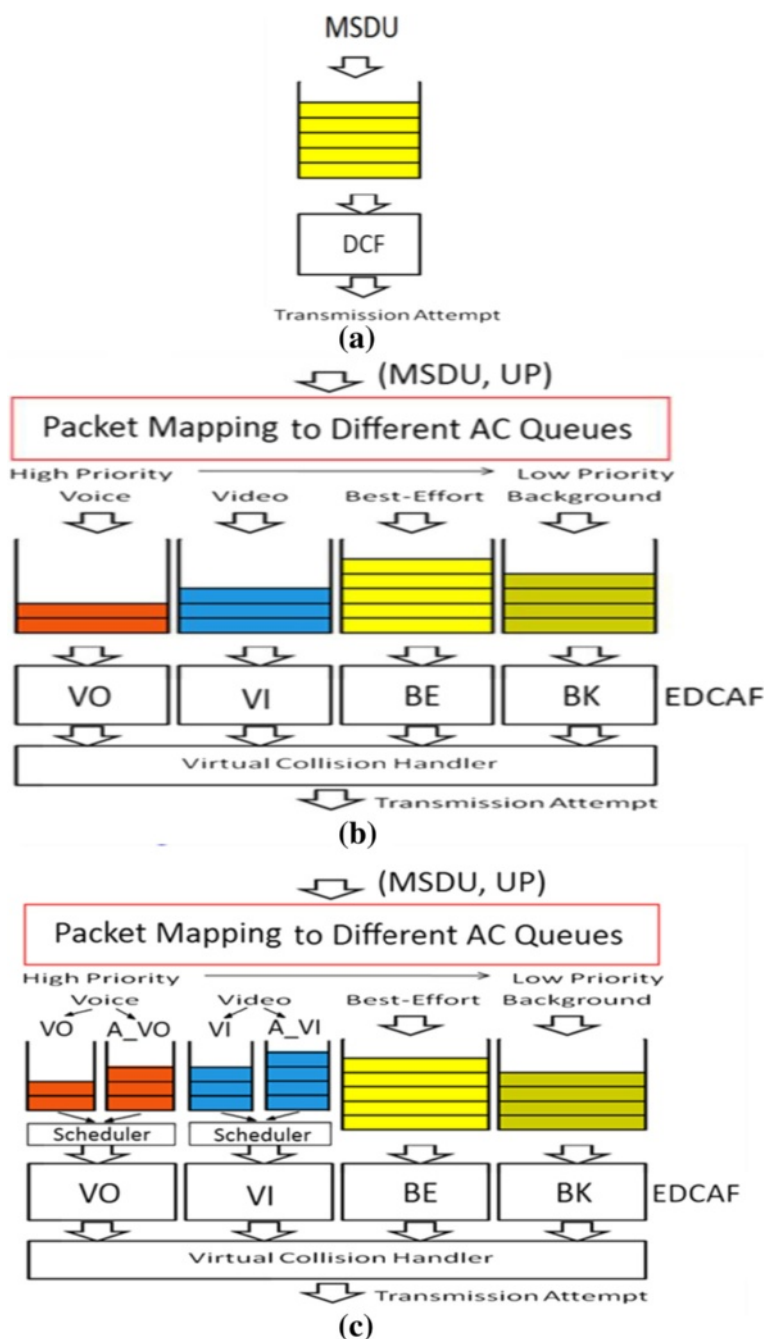 MSDU
DCF
Transmission Attempt
(a)
(MSDU, UP)
Packet Mapping to Different AC Queues
High Priority Low Priority
Voice Video Best-Effort Background
VO VI BE BK EDCAF
Virtual Collision Handler
Transmission Attempt
(b)
(MSDU, UP)
Packet Mapping to Different AC Queues
High Priority Low Priority
Voice Video Best-Effort Background
VO A_VO VI A_VI
Scheduler Scheduler
VO VI BE BK EDCAF
Virtual Collision Handler
Transmission Attempt
(c)